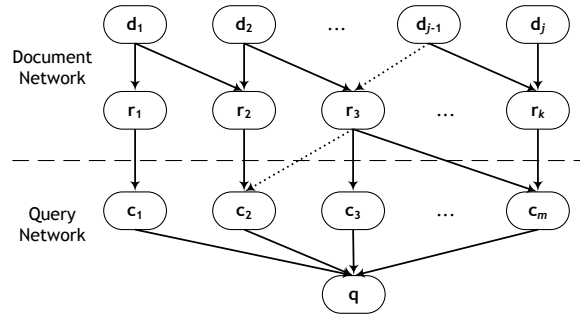 d1 d2 ... dj-1 dj
Document
Network
r1 r2 r3 ... rk
c1 c2 c3 ... cm
Query
Network
q